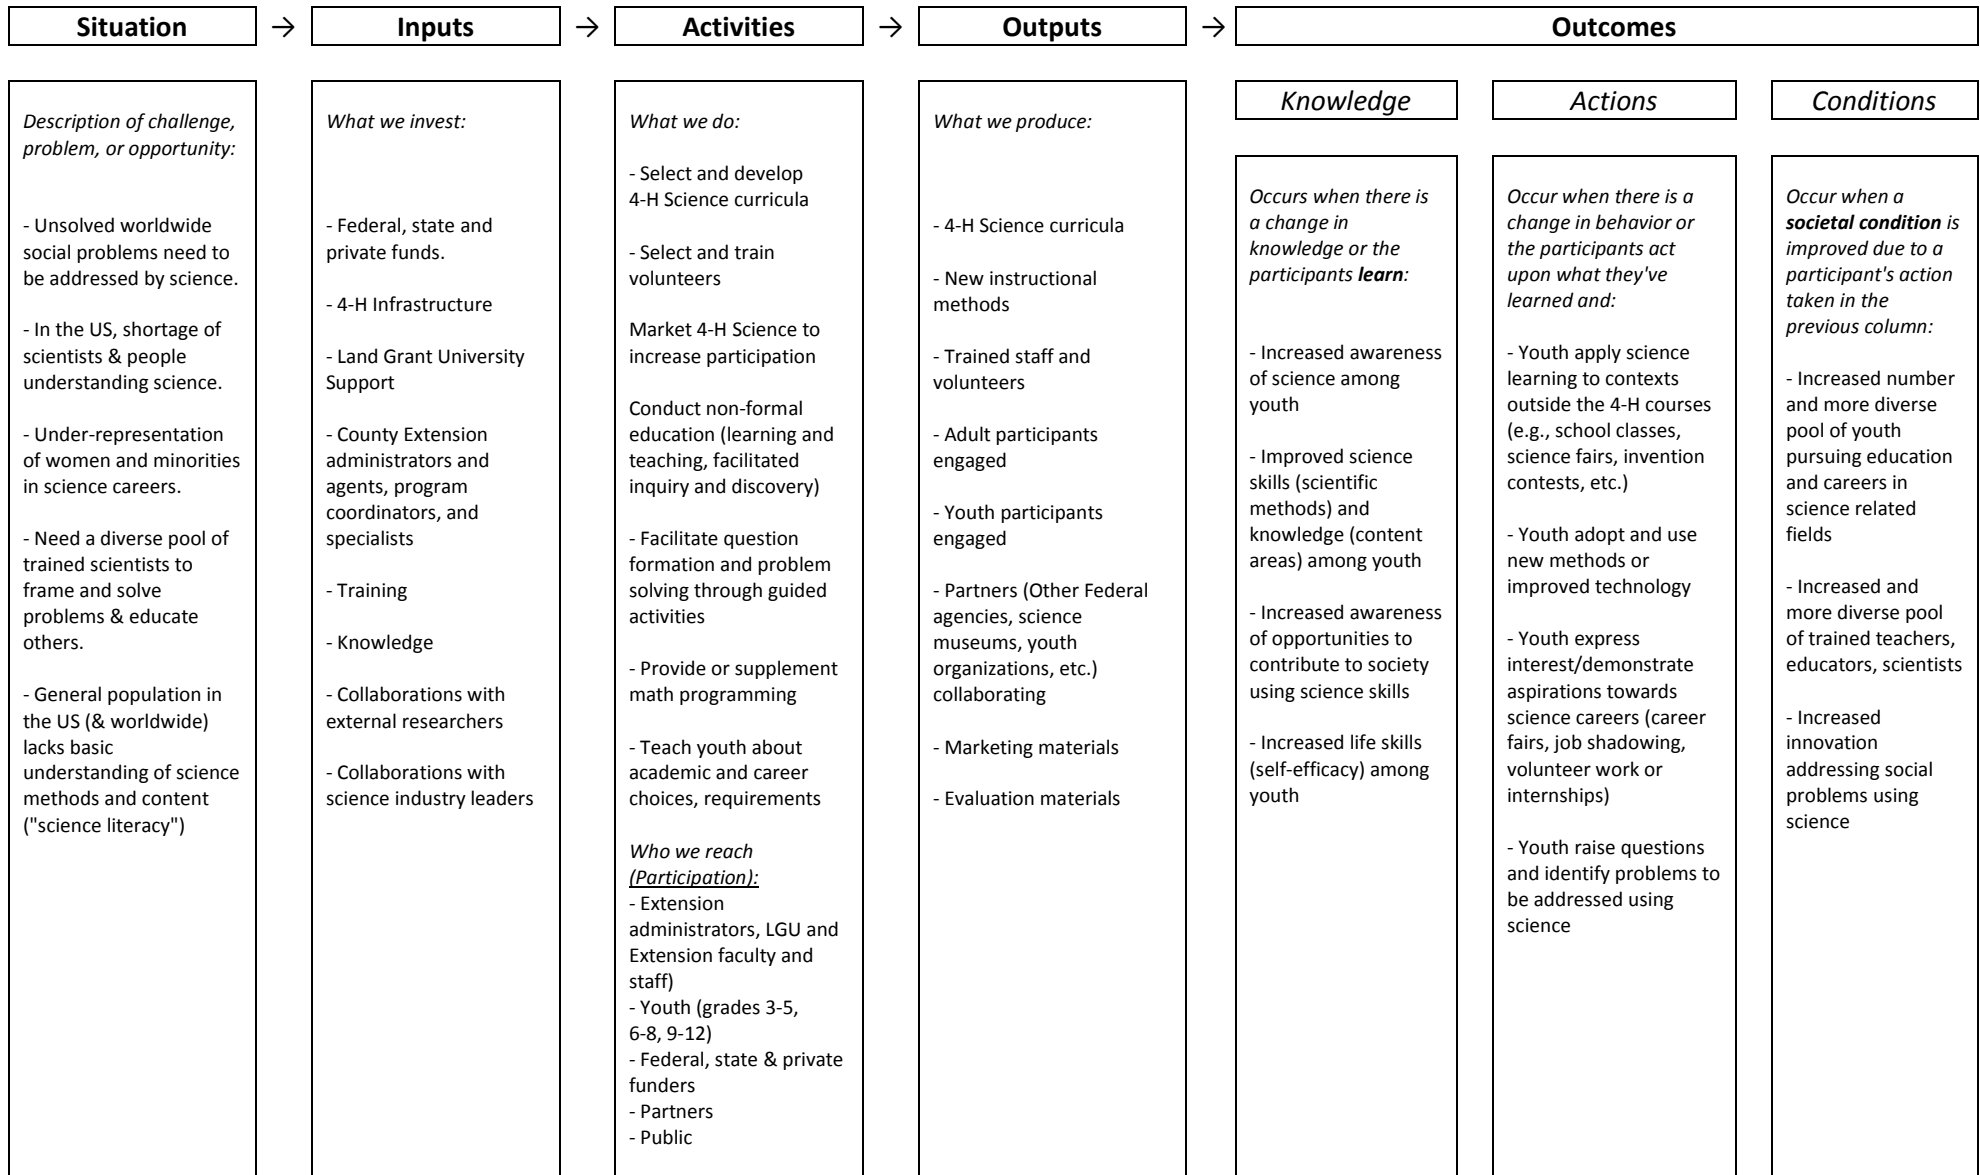 Situation → Inputs → Activities → Outputs → Outcomes
Description of challenge,
problem, or opportunity:
- Unsolved worldwide
social problems need to
be addressed by science.
- In the US, shortage of
scientists & people
understanding science.
- Under-representation
of women and minorities
in science careers.
- Need a diverse pool of
trained scientists to
frame and solve
problems & educate
others.
- General population in
the US (& worldwide)
lacks basic
understanding of science
methods and content
("science literacy")
What we invest:
- Federal, state and
private funds.
- 4-H Infrastructure
- Land Grant University
Support
- County Extension
administrators and
agents, program
coordinators, and
specialists
- Training
- Knowledge
- Collaborations with
external researchers
- Collaborations with
science industry leaders
What we do:
- Select and develop
4-H Science curricula
- Select and train
volunteers
Market 4-H Science to
increase participation
Conduct non-formal
education (learning and
teaching, facilitated
inquiry and discovery)
- Facilitate question
formation and problem
solving through guided
activities
- Provide or supplement
math programming
- Teach youth about
academic and career
choices, requirements
Who we reach
(Participation):
- Extension
administrators, LGU and
Extension faculty and
staff)
- Youth (grades 3-5,
6-8, 9-12)
- Federal, state & private
funders
- Partners
- Public
What we produce:
- 4-H Science curricula
- New instructional
methods
- Trained staff and
volunteers
- Adult participants
engaged
- Youth participants
engaged
- Partners (Other Federal
agencies, science
museums, youth
organizations, etc.)
collaborating
- Marketing materials
- Evaluation materials
Knowledge
Occurs when there is
a change in
knowledge or the
participants learn:
- Increased awareness
of science among
youth
- Improved science
skills (scientific
methods) and
knowledge (content
areas) among youth
- Increased awareness
of opportunities to
contribute to society
using science skills
- Increased life skills
(self-efficacy) among
youth
Actions
Occur when there is a
change in behavior or
the participants act
upon what they've
learned and:
- Youth apply science
learning to contexts
outside the 4-H courses
(e.g., school classes,
science fairs, invention
contests, etc.)
- Youth adopt and use
new methods or
improved technology
- Youth express
interest/demonstrate
aspirations towards
science careers (career
fairs, job shadowing,
volunteer work or
internships)
- Youth raise questions
and identify problems to
be addressed using
science
Conditions
Occur when a
societal condition is
improved due to a
participant's action
taken in the
previous column:
- Increased number
and more diverse
pool of youth
pursuing education
and careers in
science related
fields
- Increased and
more diverse pool
of trained teachers,
educators, scientists
- Increased
innovation
addressing social
problems using
science